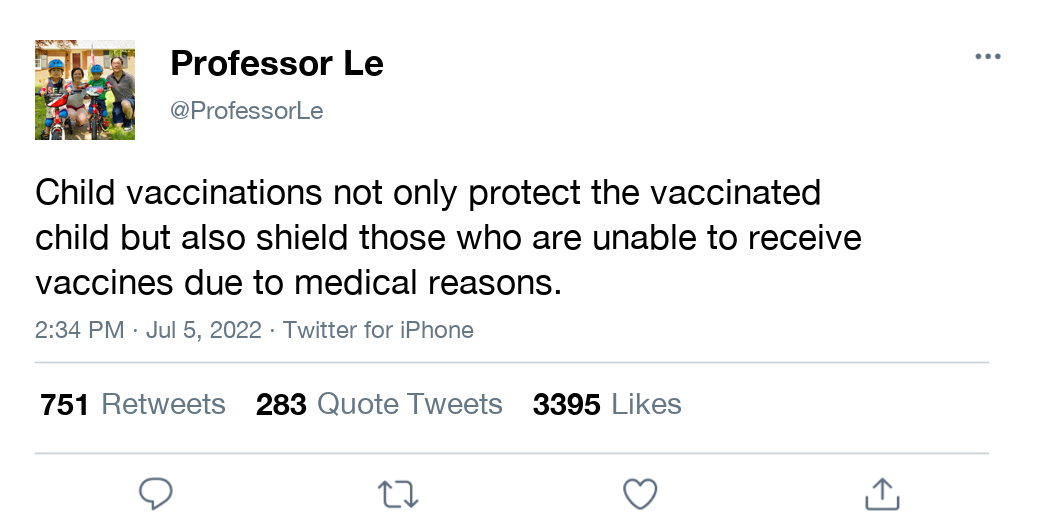 Professor Le
@ProfessorLe
Child vaccinations not only protect the vaccinated
child but also shield those who are unable to receive
vaccines due to medical reasons.
2:34 PM · Jul 5, 2022 · Twitter for iPhone
751 Retweets 283 Quote Tweets 3395 Likes